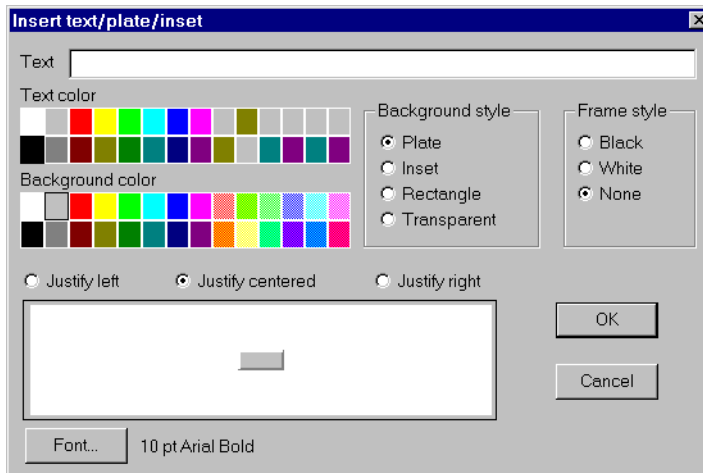 Insert text/plate/inset
Text
Text color
Background color
Background style
Plate
Inset
Rectangle
Transparent
Frame style
Black
White
None
Justify left
Justify centered
Justify right
OK
Cancel
Font...
10 pt Arial Bold